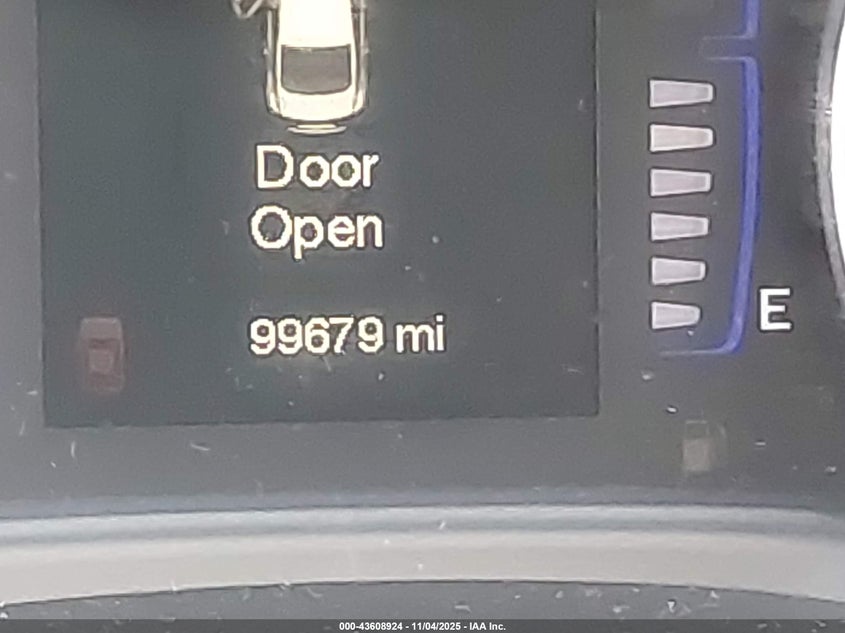 Door
Open
99679 mi
E
000-43608924 - 11/04/2025 - IAA Inc.